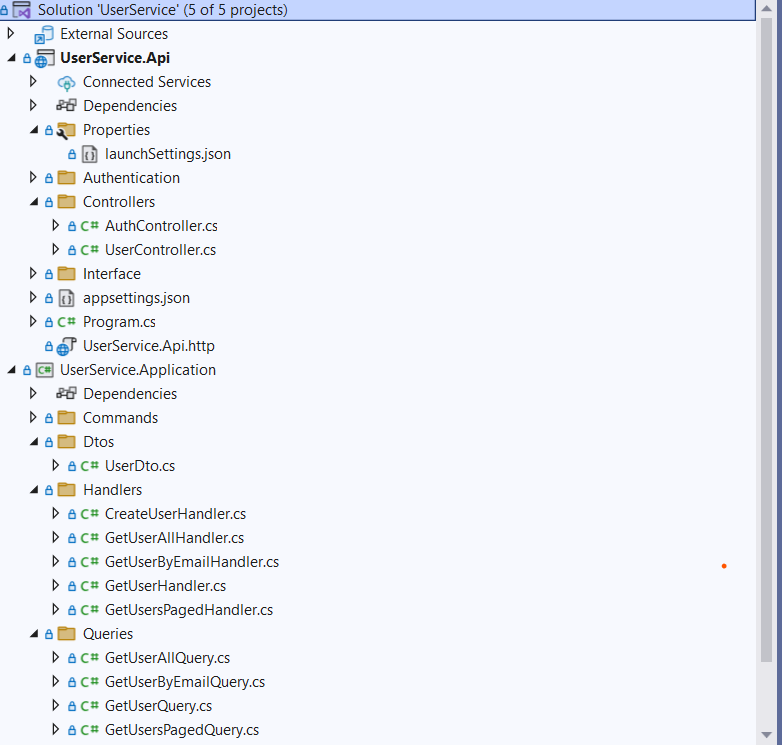 Solution 'UserService' (5 of 5 projects)
External Sources
UserService.Api
Connected Services
Dependencies
Properties
launchSettings.json
Authentication
Controllers
C# AuthController.cs
C# UserController.cs
Interface
appsettings.json
C# Program.cs
UserService.Api.http
C# UserService.Application
Dependencies
Commands
Dtos
C# UserDto.cs
Handlers
C# CreateUserHandler.cs
C# GetUserAllHandler.cs
C# GetUserByEmailHandler.cs
C# GetUserHandler.cs
C# GetUsersPagedHandler.cs
Queries
C# GetUserAllQuery.cs
C# GetUserByEmailQuery.cs
C# GetUserQuery.cs
C# GetUsersPagedQuery.cs